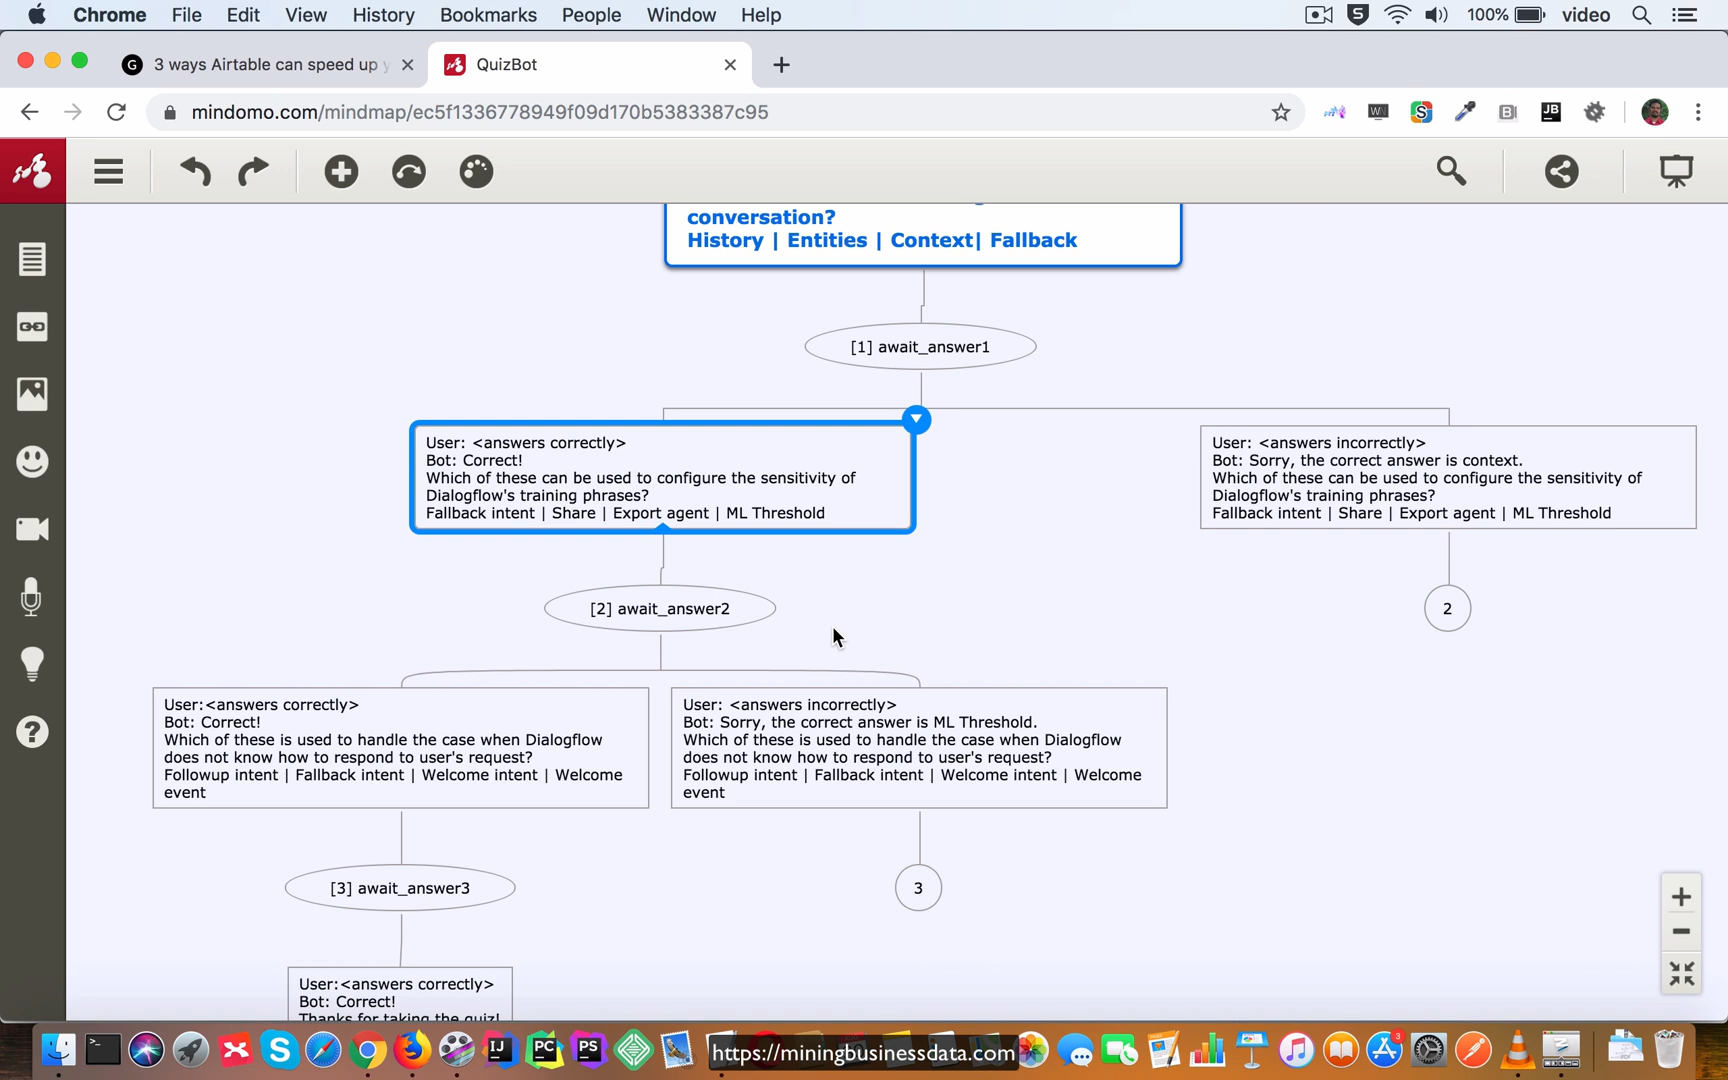 Chrome File Edit View History Bookmarks People Window Help 100% video
3 ways Airtable can speed up QuizBot
mindomo.com/mindmap/ec5f1336778949f09d170b5383387c95
conversation?
History | Entities | Context| Fallback
[1] await_answer1
User: <answers correctly>
Bot: Correct!
Which of these can be used to configure the sensitivity of
Dialogflow's training phrases?
Fallback intent | Share | Export agent | ML Threshold
User: <answers incorrectly>
Bot: Sorry, the correct answer is context.
Which of these can be used to configure the sensitivity of
Dialogflow's training phrases?
Fallback intent | Share | Export agent | ML Threshold
[2] await_answer2
2
User:<answers correctly>
Bot: Correct!
Which of these is used to handle the case when Dialogflow
does not know how to respond to user's request?
Followup intent | Fallback intent | Welcome intent | Welcome
event
User: <answers incorrectly>
Bot: Sorry, the correct answer is ML Threshold.
Which of these is used to handle the case when Dialogflow
does not know how to respond to user's request?
Followup intent | Fallback intent | Welcome intent | Welcome
event
[3] await_answer3
3
User:<answers correctly>
Bot: Correct!
Thanks for taking the quiz!
https://miningbusinessdata.com